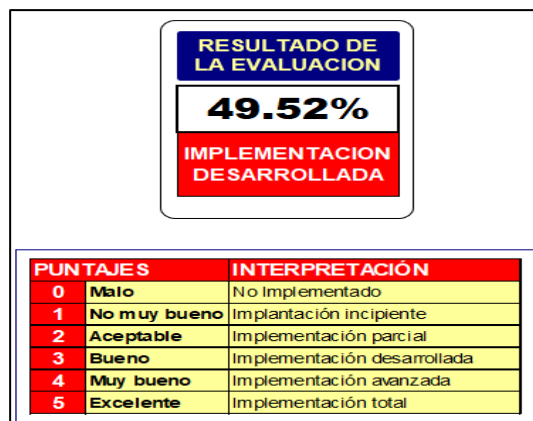 RESULTADO DE
LA EVALUACION
49.52%
IMPLEMENTACION
DESARROLLADA
PUNTAJES INTERPRETACIÓN
0 Malo No Implementado
1 No muy bueno Implantación incipiente
2 Aceptable Implementación parcial
3 Bueno Implementación desarrollada
4 Muy bueno Implementación avanzada
5 Excelente Implementación total